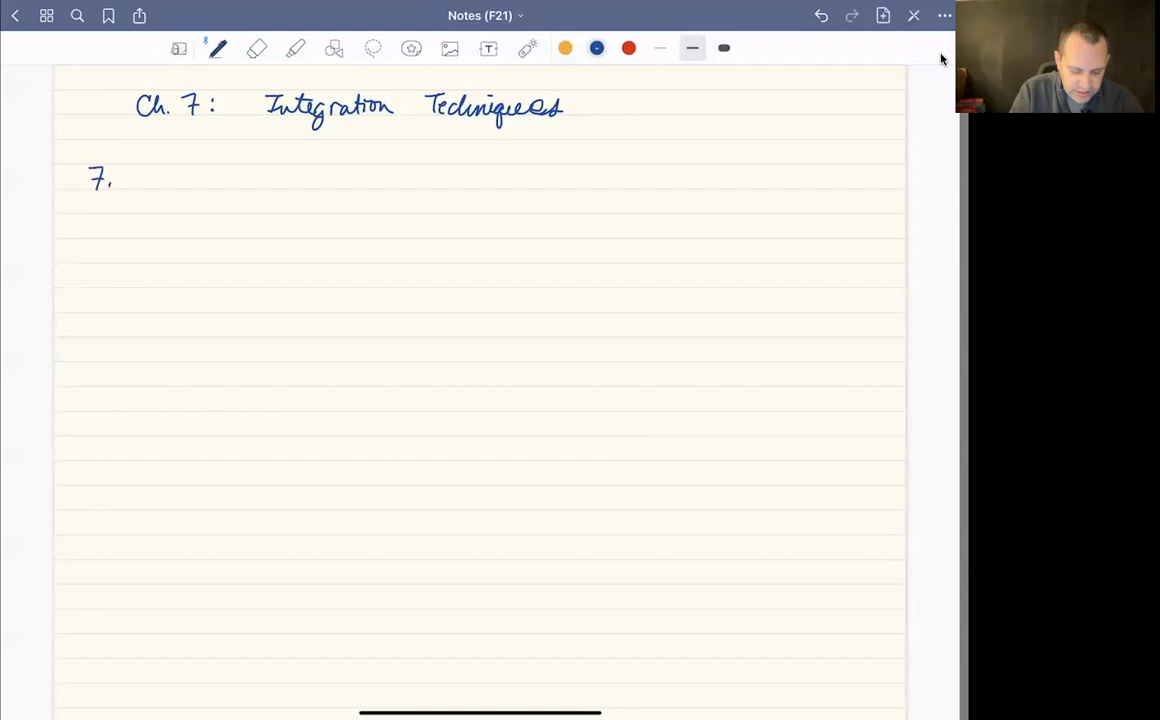 Notes (F21)
Ch. 7: Integration Techniques
7.